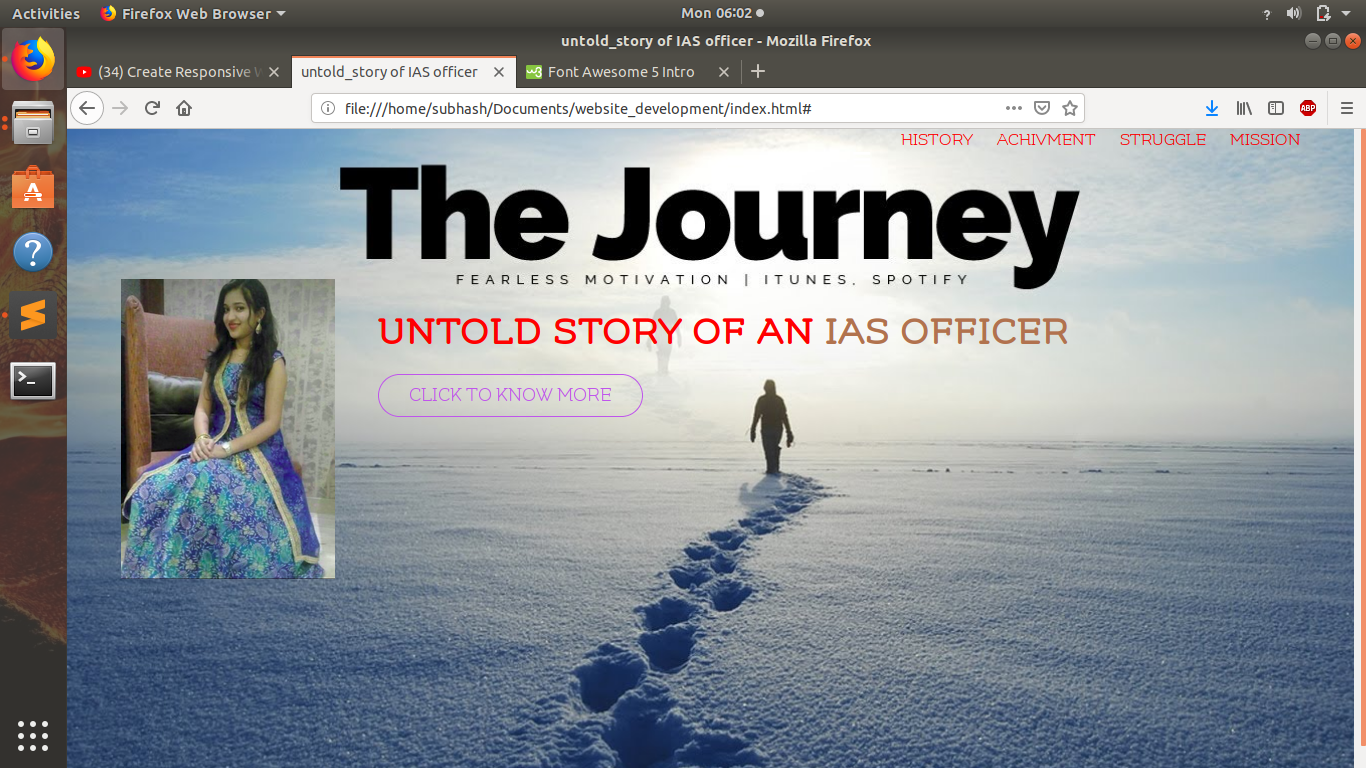 Activities Firefox Web Browser Mon 06:02
untold_story of IAS officer - Mozilla Firefox
(34) Create Responsive untold_story of IAS officer Font Awesome 5 Intro
file:///home/subhash/Documents/website_development/index.html# ABP
HISTORY ACHIVMENT STRUGGLE MISSION
The Journey
FEARLESS MOTIVATION | ITUNES, SPOTIFY
UNTOLD STORY OF AN IAS OFFICER
CLICK TO KNOW MORE